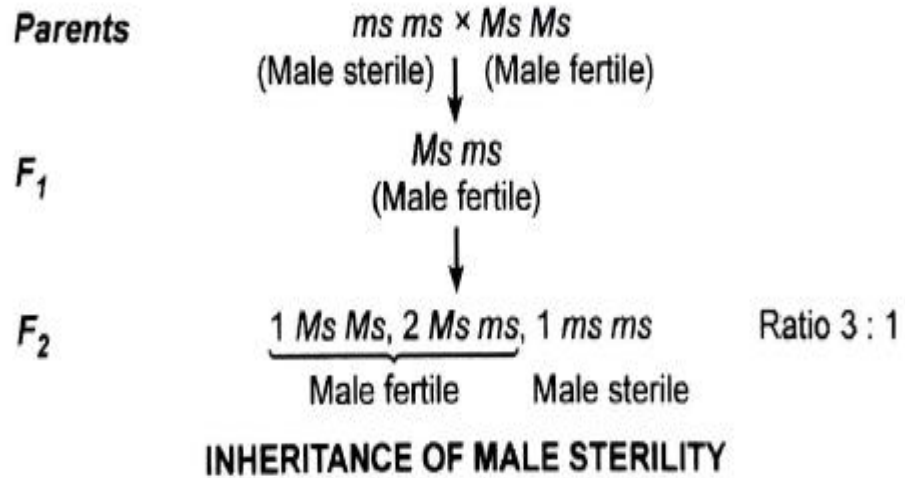 Parents ms ms × Ms Ms
(Male sterile) (Male fertile)
F1 Ms ms
(Male fertile)
F2 1 Ms Ms, 2 Ms ms, 1 ms ms Ratio 3 : 1
Male fertile Male sterile
INHERITANCE OF MALE STERILITY